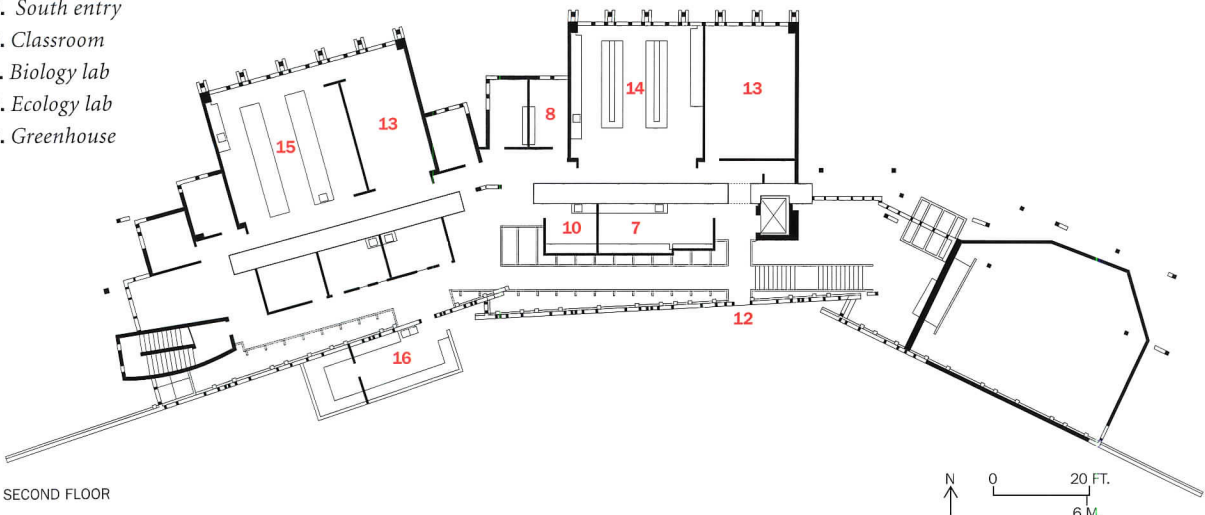 . South entry
. Classroom
. Biology lab
. Ecology lab
. Greenhouse
14
13
8
13
15
10
7
12
16
SECOND FLOOR
N
0
20 FT.
6 M